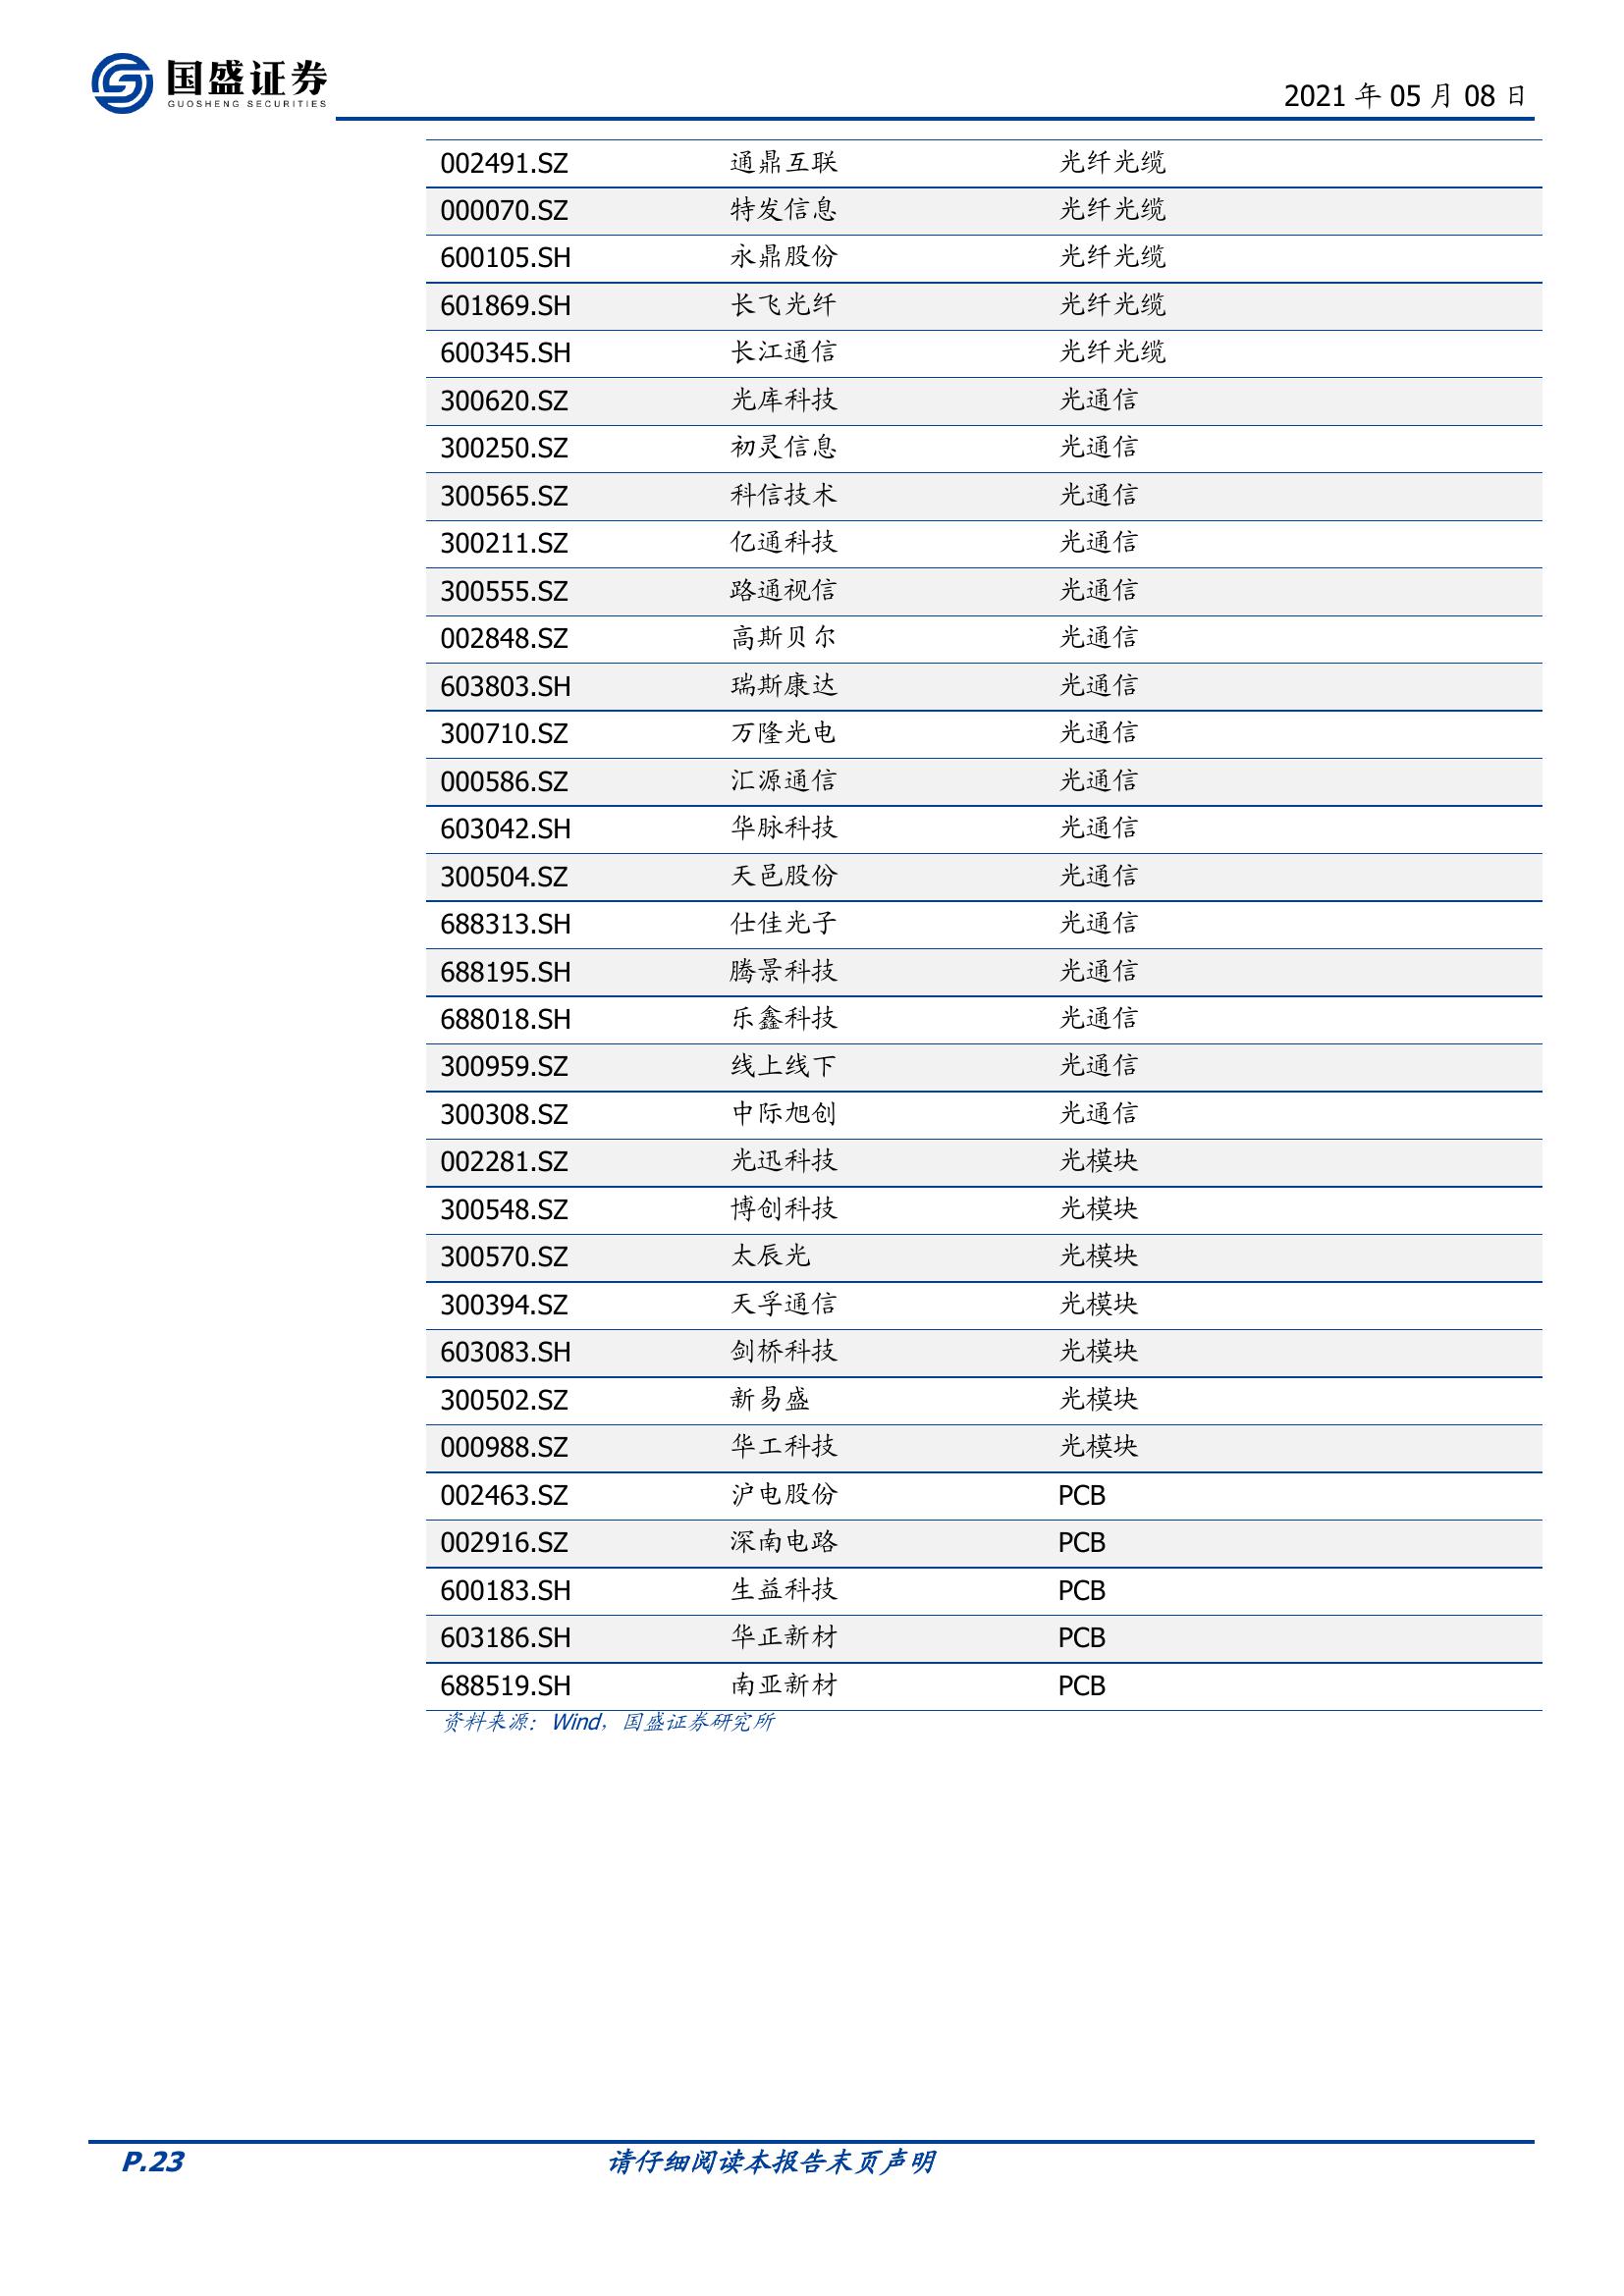 国盛证券
GUOSHENG SECURITIES
2021 年 05 月 08 日
002491.SZ 通鼎互联 光纤光缆
000070.SZ 特发信息 光纤光缆
600105.SH 永鼎股份 光纤光缆
601869.SH 长飞光纤 光纤光缆
600345.SH 长江通信 光纤光缆
300620.SZ 光库科技 光通信
300250.SZ 初灵信息 光通信
300565.SZ 科信技术 光通信
300211.SZ 亿通科技 光通信
300555.SZ 路通视信 光通信
002848.SZ 高斯贝尔 光通信
603803.SH 瑞斯康达 光通信
300710.SZ 万隆光电 光通信
000586.SZ 汇源通信 光通信
603042.SH 华脉科技 光通信
300504.SZ 天邑股份 光通信
688313.SH 仕佳光子 光通信
688195.SH 腾景科技 光通信
688018.SH 乐鑫科技 光通信
300959.SZ 线上线下 光通信
300308.SZ 中际旭创 光通信
002281.SZ 光迅科技 光模块
300548.SZ 博创科技 光模块
300570.SZ 太辰光 光模块
300394.SZ 天孚通信 光模块
603083.SH 剑桥科技 光模块
300502.SZ 新易盛 光模块
000988.SZ 华工科技 光模块
002463.SZ 沪电股份 PCB
002916.SZ 深南电路 PCB
600183.SH 生益科技 PCB
603186.SH 华正新材 PCB
688519.SH 南亚新材 PCB
资料来源：Wind，国盛证券研究所
P.23 请仔细阅读本报告末页声明